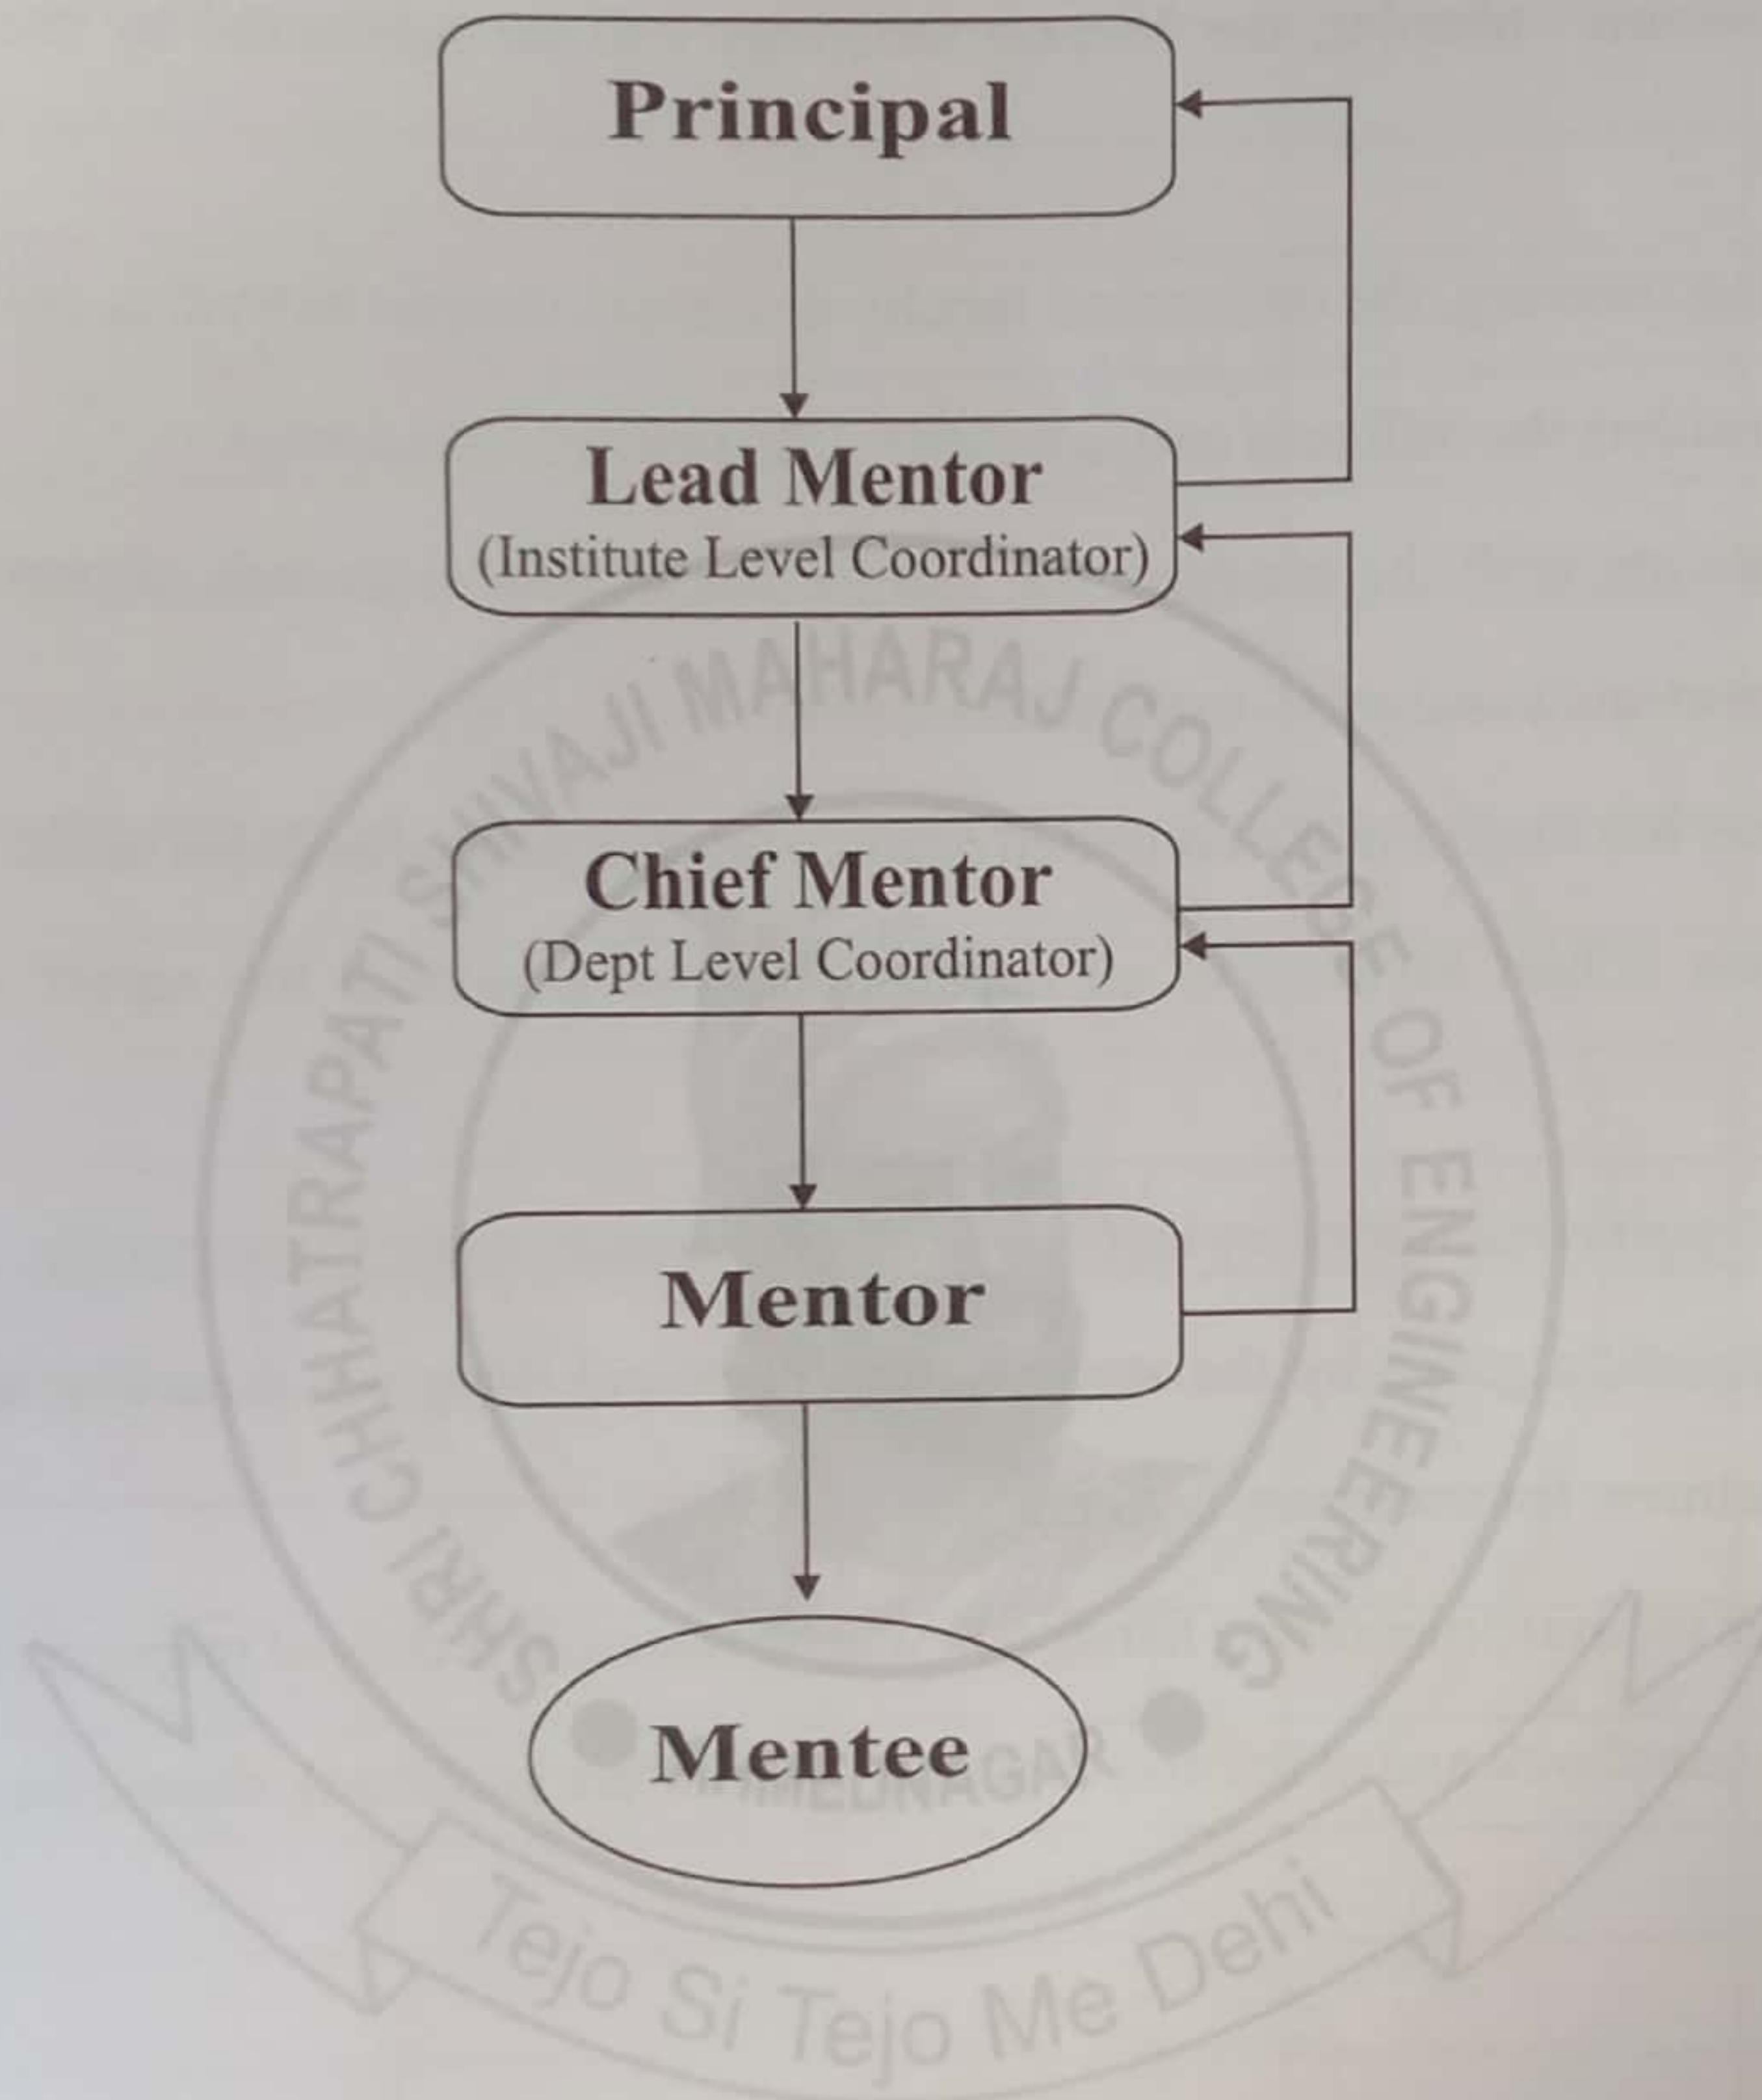 Principal
Lead Mentor
(Institute Level Coordinator)
Chief Mentor
(Dept Level Coordinator)
Mentor
Mentee
SHRI CHHATRAPATI SHIVAJI MAHARAJ COLLEGE OF ENGINEERING
AHMEDNAGAR
Tejo Si Tejo Me Dehi